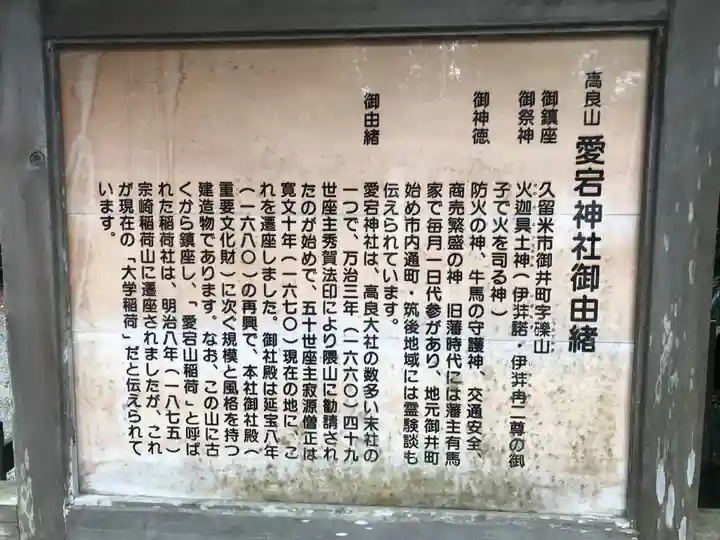 高良山 愛宕神社御由緒
御鎮座 久留米市御井町字礫山
御祭神 火迦具土神(伊弉諾・伊弉冉二尊の御
子で火を司る神)
御神徳 防火の神、牛馬の守護神、交通安全、
商売繁盛の神 旧藩時代には藩主有馬
家で毎月一日代参があり、地元御井町
始め市内通町・筑後地域には霊験談も
伝えられています。
御由緒 愛宕神社は、高良大社の数多い末社の
一つで、万治三年(一六六〇)四十九
世座主秀賀法印により隈山に勧請され
たのが始めで、五十世座主寂源僧正は
寛文十年(一六七〇)現在の地に、こ
れを遷座しました。御社殿は延宝八年
(一六八〇)の再興で、本社御社殿(
重要文化財)に次ぐ規模と風格を持つ
建造物であります。なお、この山に古
くから鎮座し、「愛宕山稲荷」と呼ば
れた稲荷社は、明治八年(一八七五)
宗崎稲荷山に遷座されましたが、これ
が現在の「大学稲荷」だと伝えられて
います。